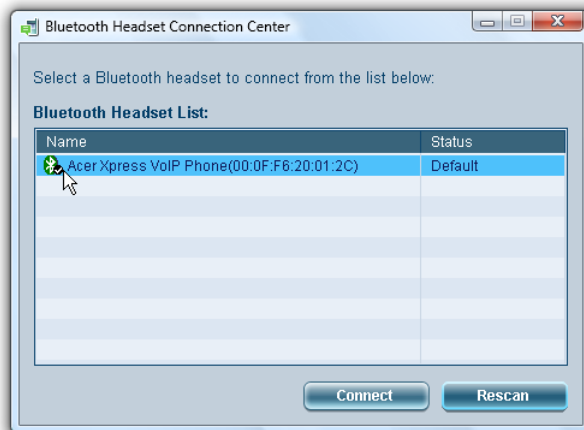 Bluetooth Headset Connection Center
Select a Bluetooth headset to connect from the list below:
Bluetooth Headset List:
Name Status
Acer Xpress VoIP Phone(00:0F:F6:20:01:2C) Default
Connect Rescan